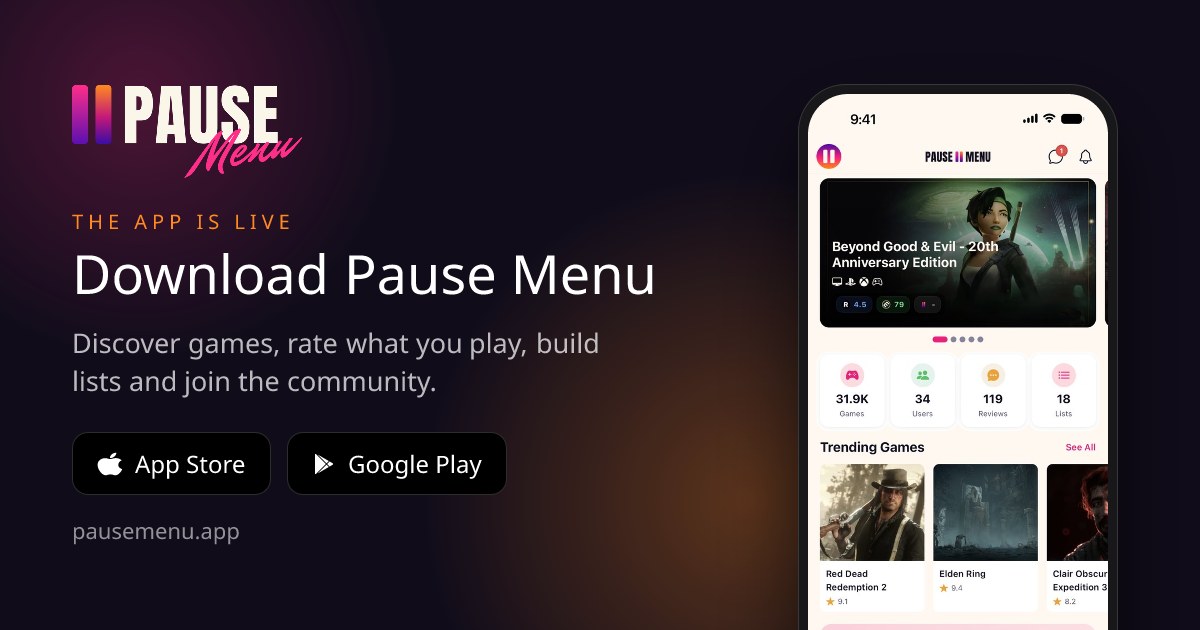 PAUSE
Menu
THE APP IS LIVE
Download Pause Menu
Discover games, rate what you play, build
lists and join the community.
App Store
Google Play
pausemenu.app
9:41
PAUSE MENU
1
Beyond Good & Evil - 20th
Anniversary Edition
R 4.5
79
-
31.9K
Games
34
Users
119
Reviews
18
Lists
Trending Games
See All
Red Dead
Redemption 2
9.1
Elden Ring
9.4
Clair Obscur
Expedition 3
8.2